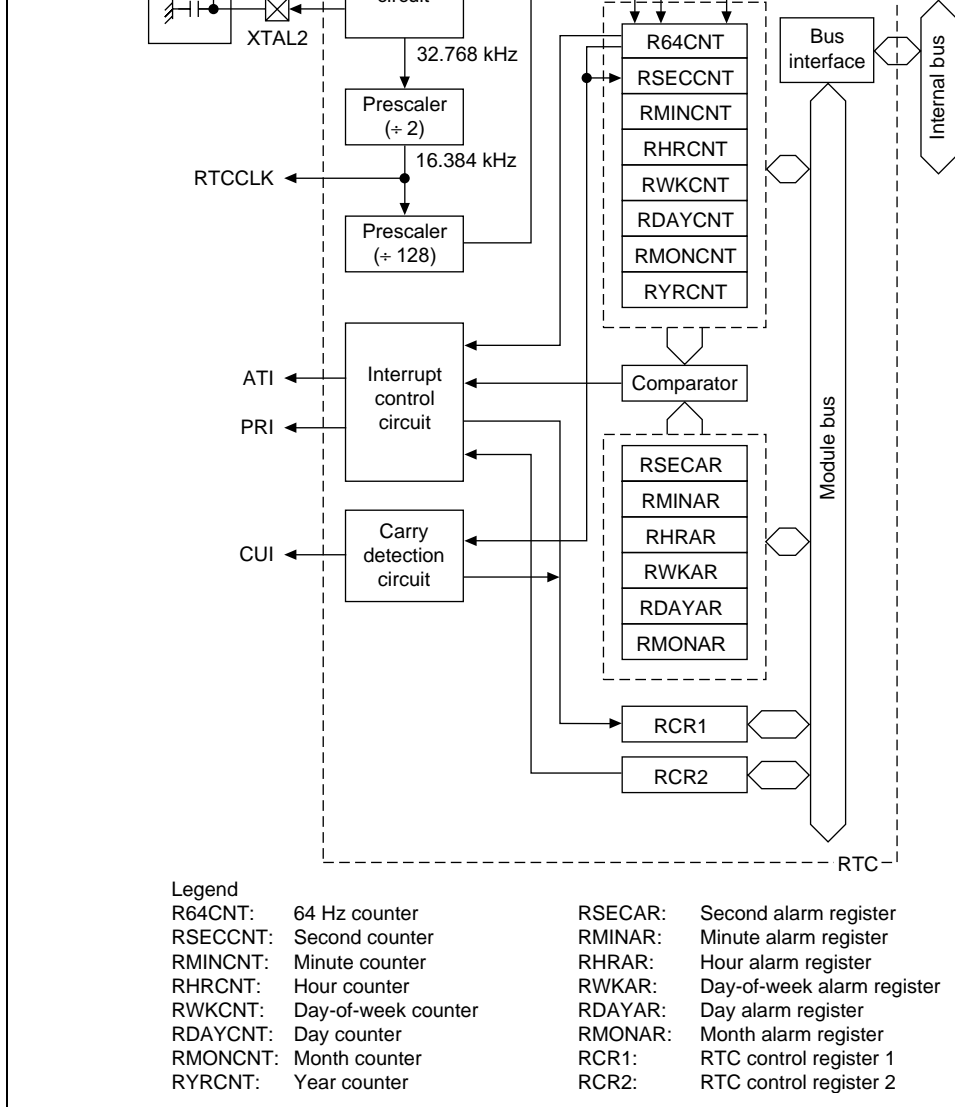 circuit
XTAL2
32.768 kHz
Prescaler
(÷ 2)
16.384 kHz
RTCCLK
Prescaler
(÷ 128)
R64CNT
RSECCNT
RMINCNT
RHRCNT
RWKCNT
RDAYCNT
RMONCNT
RYRCNT
Bus
interface
Internal bus
ATI
PRI
Interrupt
control
circuit
Comparator
Module bus
CUI
Carry
detection
circuit
RSECAR
RMINAR
RHRAR
RWKAR
RDAYAR
RMONAR
RCR1
RCR2
RTC
Legend
R64CNT: 64 Hz counter
RSECCNT: Second counter
RMINCNT: Minute counter
RHRCNT: Hour counter
RWKCNT: Day-of-week counter
RDAYCNT: Day counter
RMONCNT: Month counter
RYRCNT: Year counter
RSECAR: Second alarm register
RMINAR: Minute alarm register
RHRAR: Hour alarm register
RWKAR: Day-of-week alarm register
RDAYAR: Day alarm register
RMONAR: Month alarm register
RCR1: RTC control register 1
RCR2: RTC control register 2